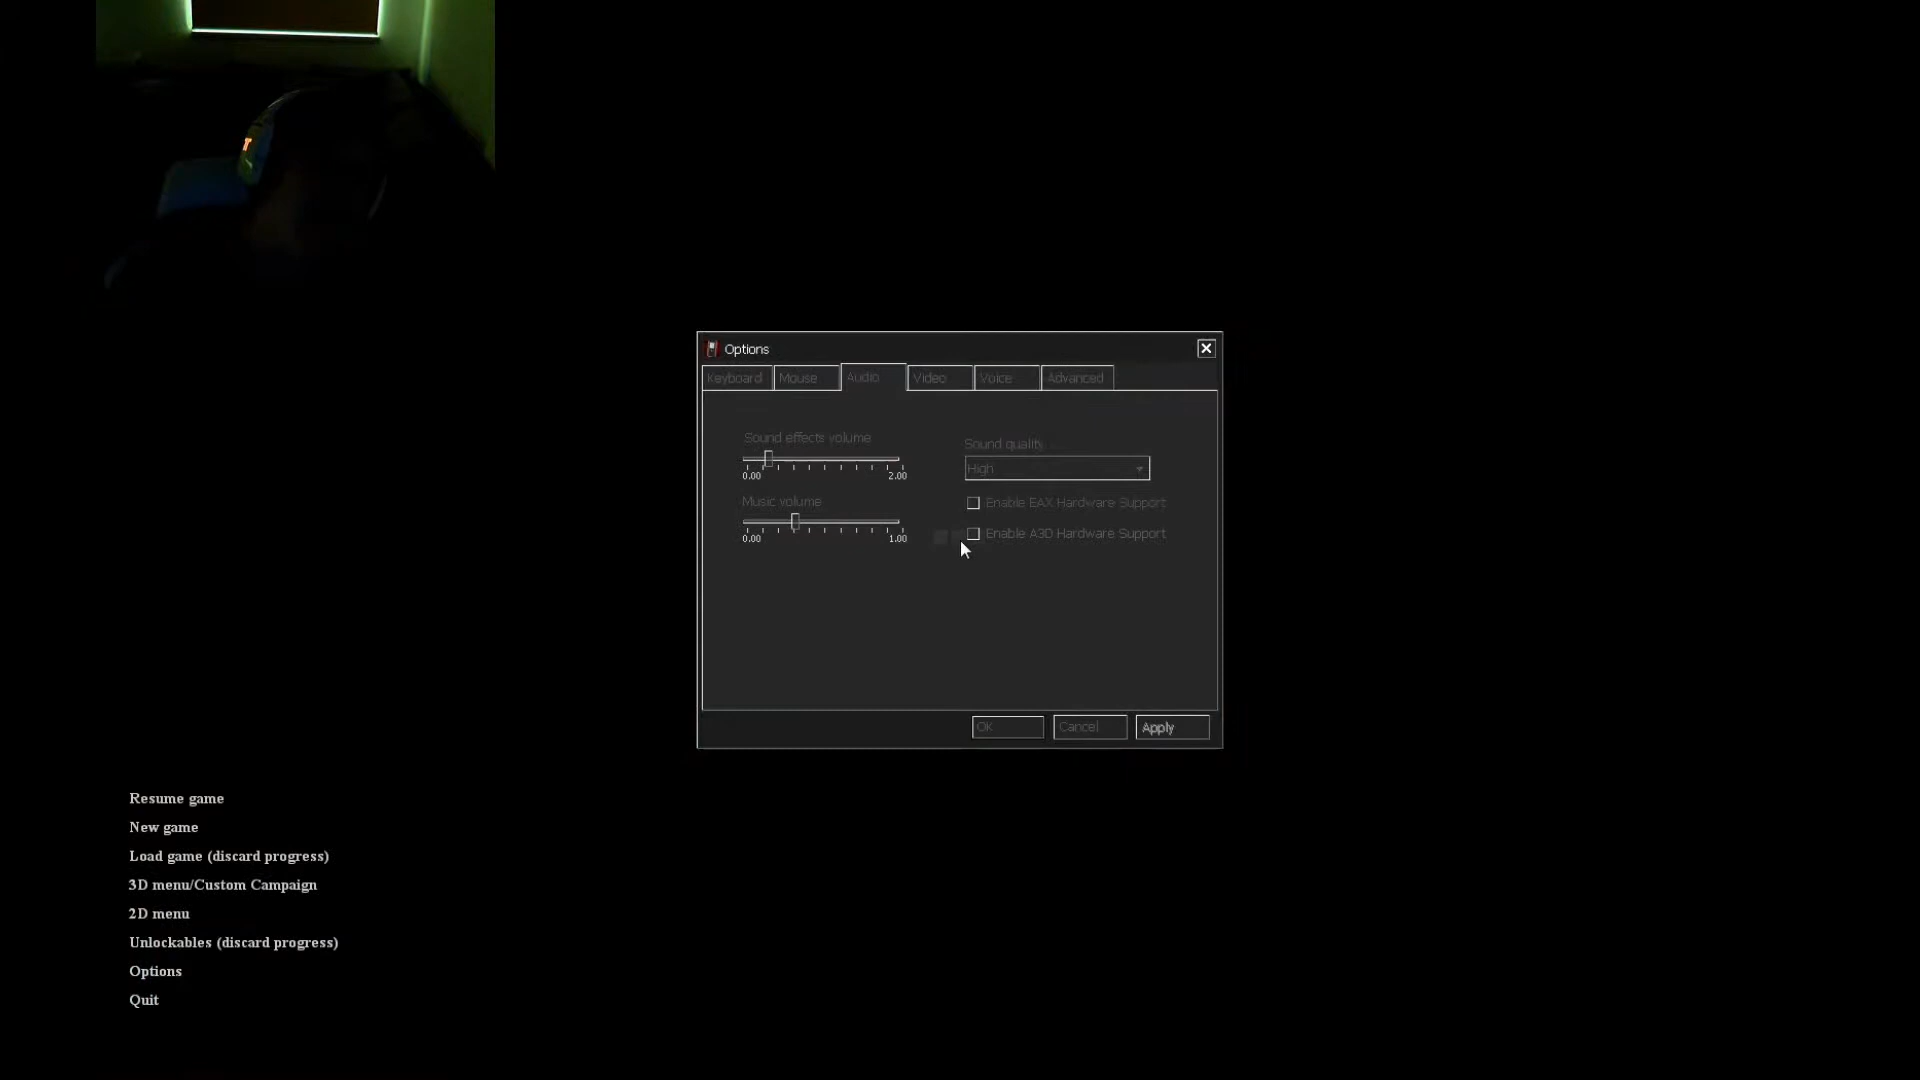 Options
Keyboard Mouse Audio Video Voice Advanced
Sound effects volume
0.00 2.00
Music volume
0.00 1.00
Sound quality
High
Enable EAX Hardware Support
Enable A3D Hardware Support
OK Cancel Apply
Resume game
New game
Load game (discard progress)
3D menu/Custom Campaign
2D menu
Unlockables (discard progress)
Options
Quit